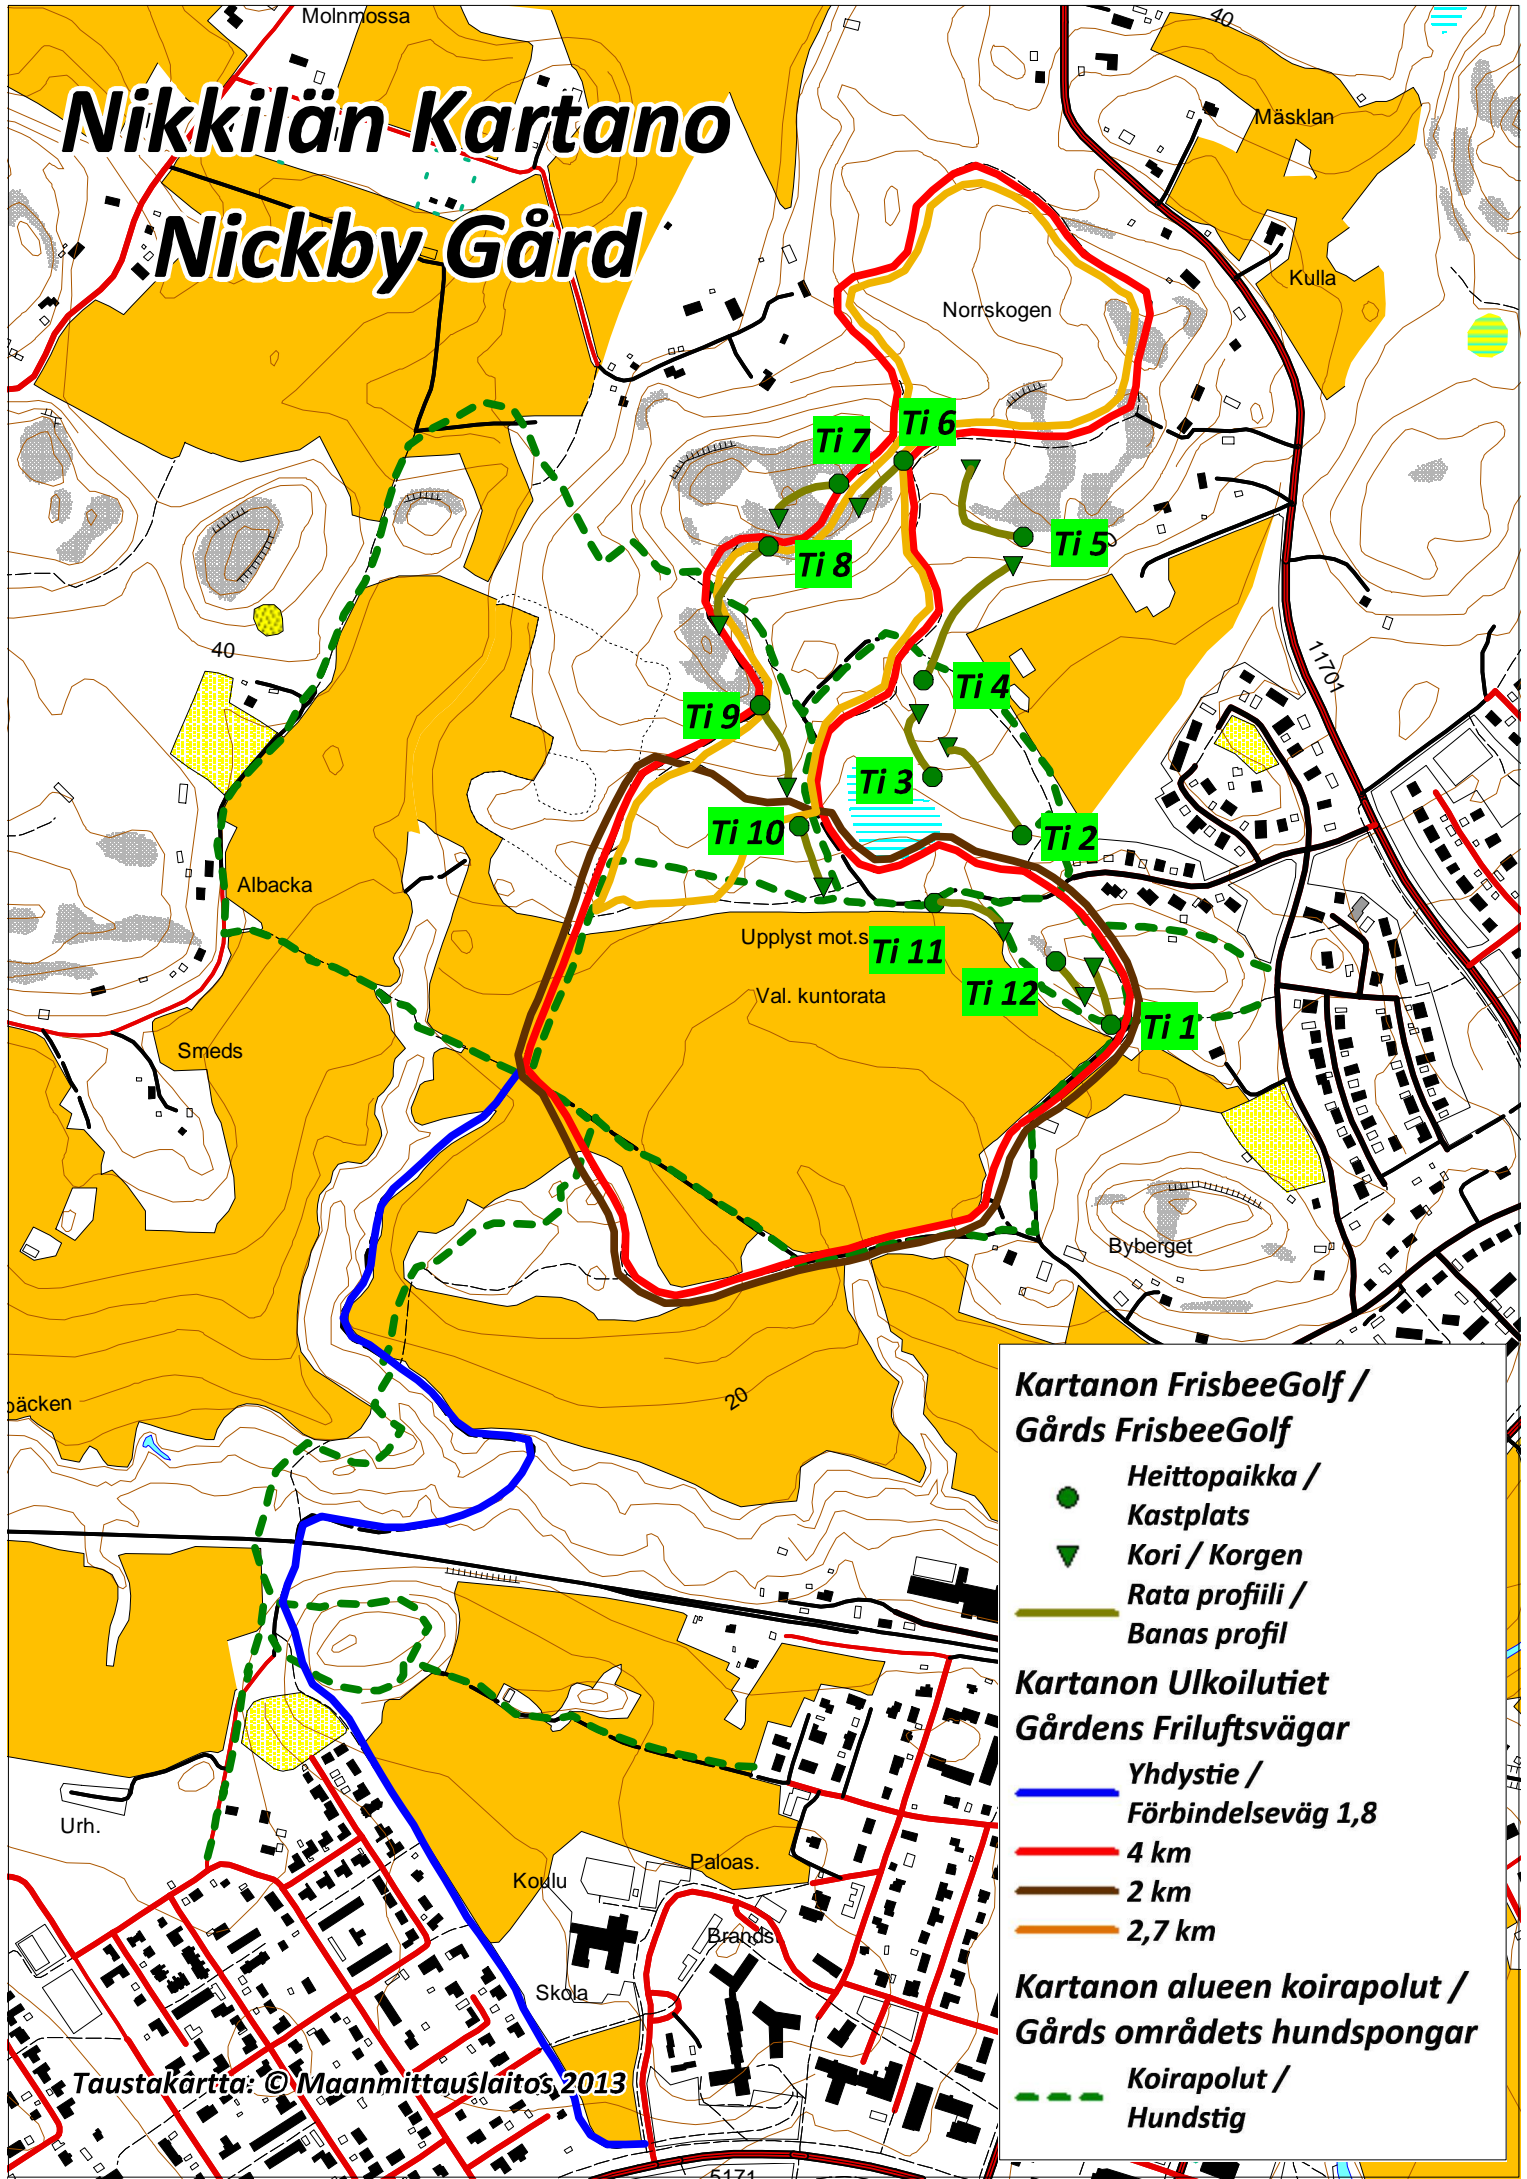 Molnmossa
40
Nikkilän Kartano
Mäsklan
Nickby Gård
Kulla
Norrskogen
Ti 6
Ti 7
Ti 5
Ti 8
40
11701
Ti 4
Ti 9
Ti 3
Ti 10
Ti 2
Albacka
Upplyst mot.s
Ti 11
Ti 12
Val. kuntorata
Ti 1
Smeds
Byberget
20
bäcken
Kartanon FrisbeeGolf /
Gårds FrisbeeGolf
Heittopaikka /
Kastplats
Kori / Korgen
Rata profiili /
Banas profil
Kartanon Ulkoilutiet
Gårdens Friluftsvägar
Yhdystie /
Förbindelseväg 1,8
4 km
2 km
2,7 km
Kartanon alueen koirapolut /
Gårds områdets hundspongar
Koirapolut /
Hundstig
Urh.
Koulu
Paloas.
Brands.
Skola
Taustakartta: © Maanmittauslaitos 2013
5171